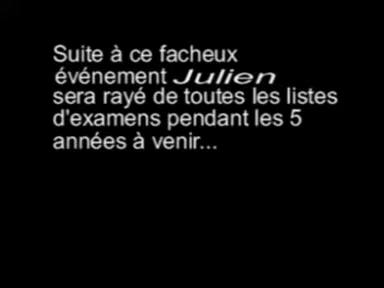 Suite à ce facheux
événement Julien
sera rayé de toutes les listes
d'examens pendant les 5
années à venir...